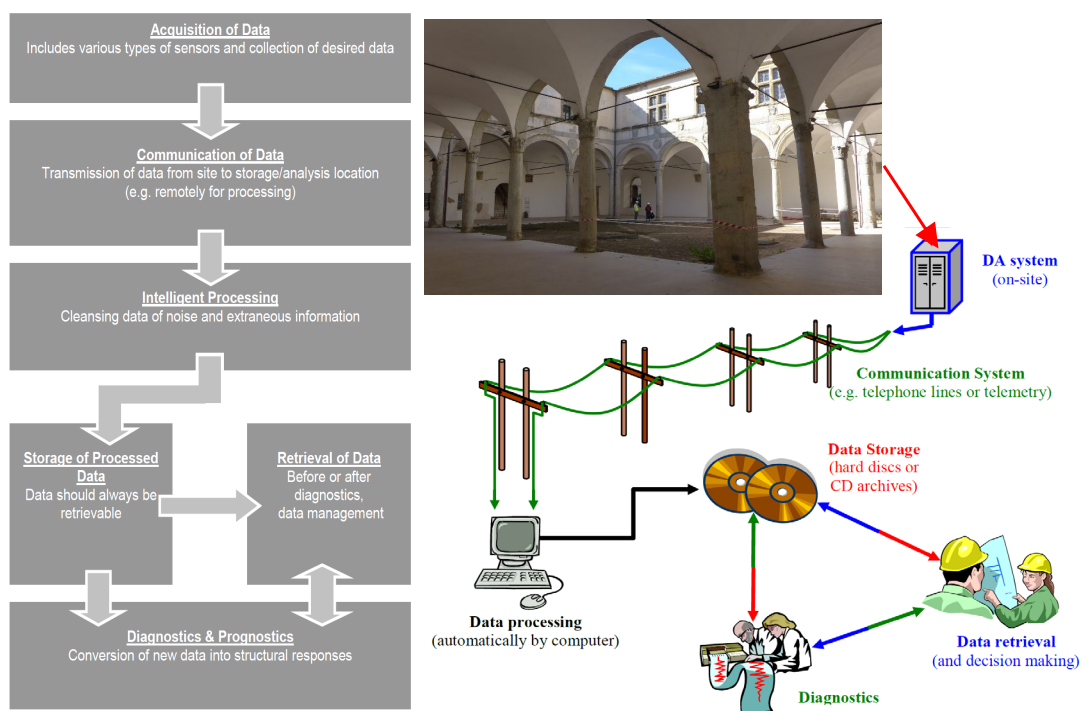 Acquisition of Data
Includes various types of sensors and collection of desired data
Communication of Data
Transmission of data from site to storage/analysis location
(e.g. remotely for processing)
Intelligent Processing
Cleansing data of noise and extraneous information
Storage of Processed
Data
Data should always be
retrievable
Retrieval of Data
Before or after
diagnostics,
data management
Diagnostics & Prognostics
Conversion of new data into structural responses
DA system
(on-site)
Communication System
(e.g. telephone lines or telemetry)
Data Storage
(hard discs or
CD archives)
Data processing
(automatically by computer)
Data retrieval
(and decision making)
Diagnostics